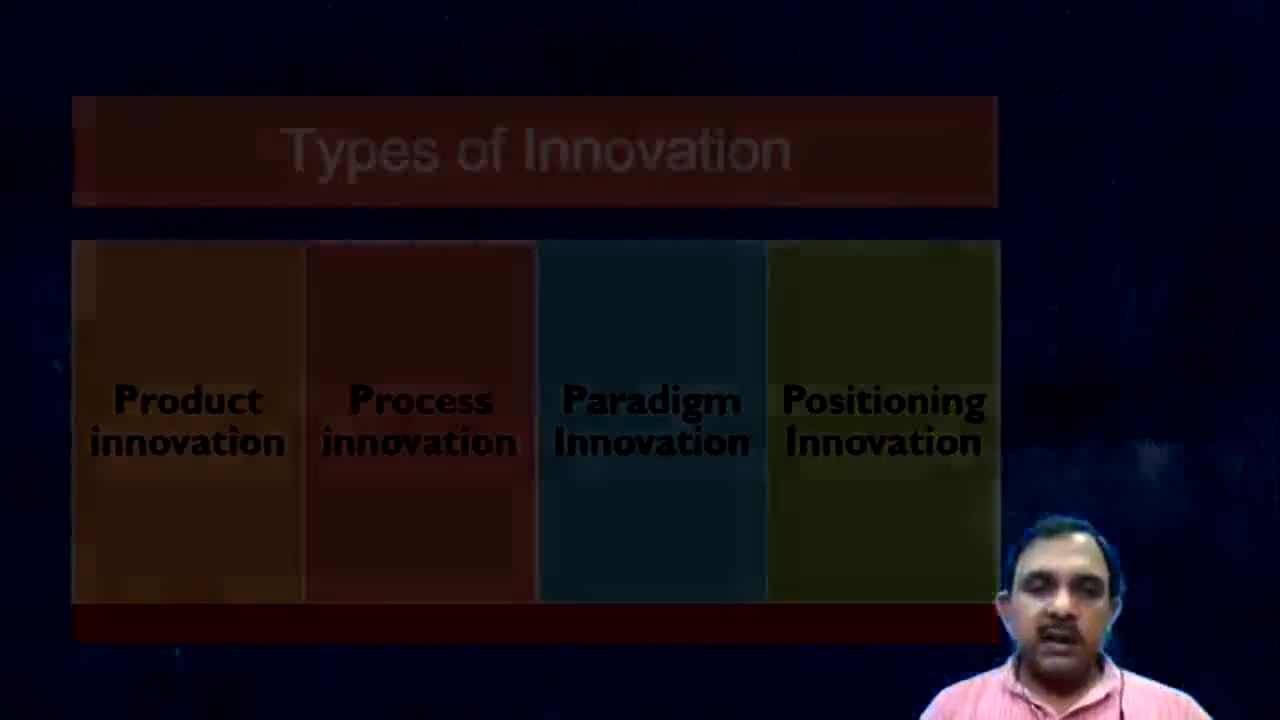 Types of Innovation
Product
innovation
Process
innovation
Paradigm
Innovation
Positioning
Innovation